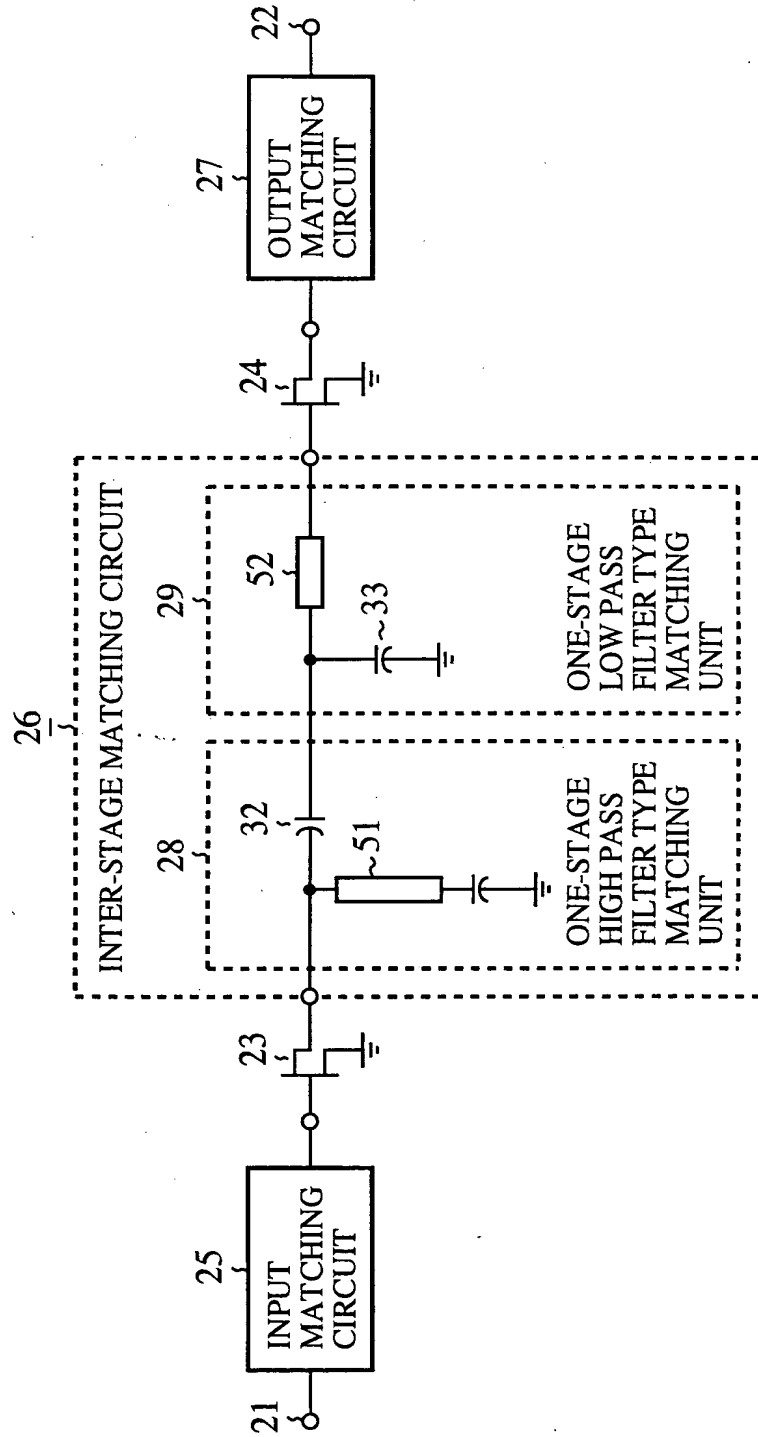 26
INTER-STAGE MATCHING CIRCUIT
28
29
23
24
25
27
32
52
51
33
21
22
INPUT
MATCHING
CIRCUIT
ONE-STAGE
HIGH PASS
FILTER TYPE
MATCHING
UNIT
ONE-STAGE
LOW PASS
FILTER TYPE
MATCHING
UNIT
OUTPUT
MATCHING
CIRCUIT